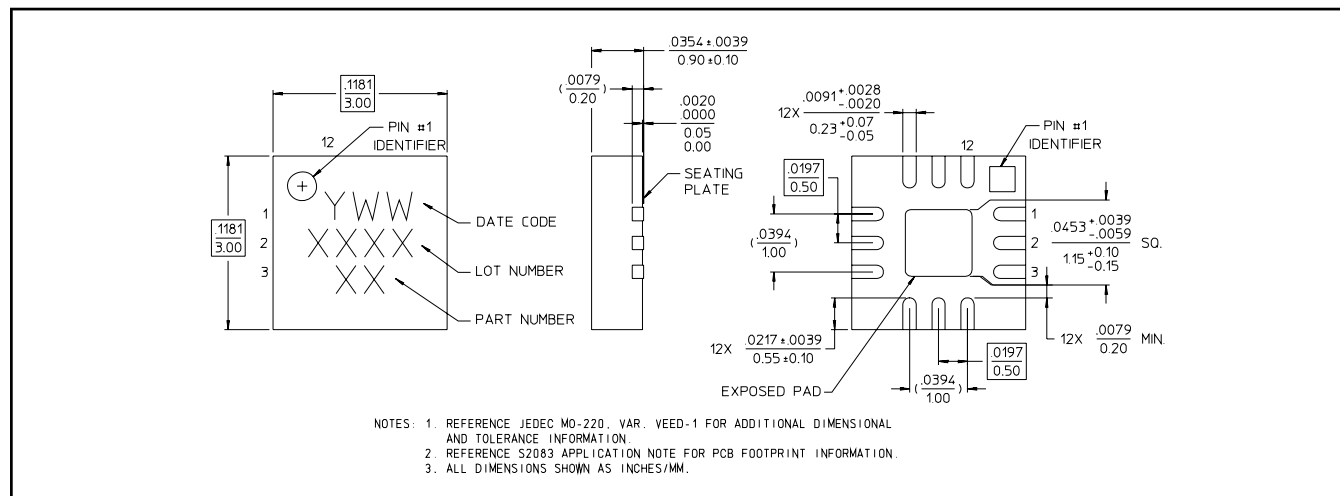 .1181
3.00
12
PIN #1
IDENTIFIER
.1181
3.00
1
2
3
YWW
XXXX
XX
DATE CODE
LOT NUMBER
PART NUMBER
.0354 ±.0039
0.90 ±0.10
(.0079
0.20)
.0020
.0000
0.05
0.00
SEATING
PLATE
12X .0091 +.0028
-.0020
0.23 +0.07
-0.05
12
PIN #1
IDENTIFIER
.0197
0.50
(.0394
1.00)
1
2
3
.0453 +.0039
-.0059
1.15 +0.10
-0.15
SQ.
12X .0217 ±.0039
0.55 ±0.10
12X .0079
0.20 MIN.
.0197
0.50
(.0394
1.00)
EXPOSED PAD
NOTES: 1. REFERENCE JEDEC MO-220, VAR. VEED-1 FOR ADDITIONAL DIMENSIONAL
AND TOLERANCE INFORMATION.
2. REFERENCE S2083 APPLICATION NOTE FOR PCB FOOTPRINT INFORMATION.
3. ALL DIMENSIONS SHOWN AS INCHES/MM.